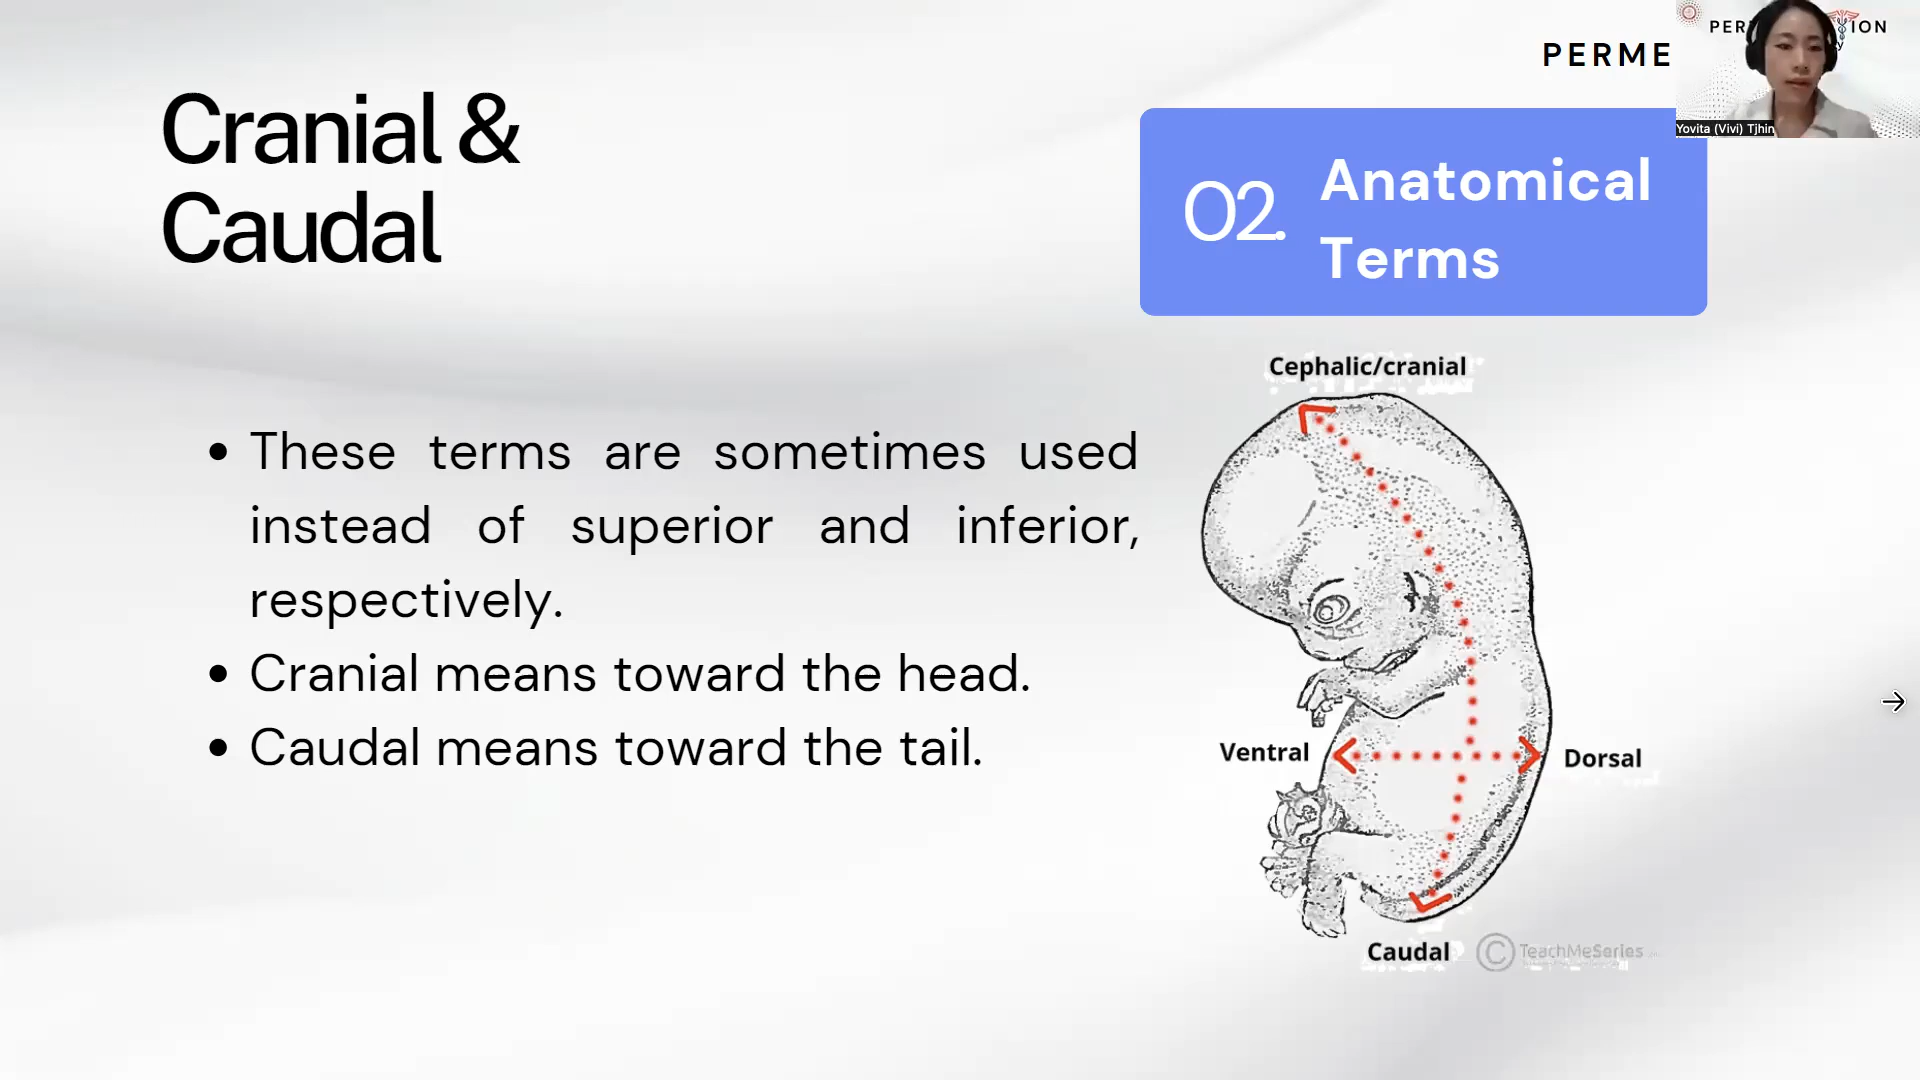 Cranial &
Caudal
PERME
PER ION
Yovita (Vivi) Tjhin
02.
Anatomical
Terms
These terms are sometimes used
instead of superior and inferior,
respectively.
Cranial means toward the head.
Caudal means toward the tail.
Cephalic/cranial
Ventral
Dorsal
Caudal
© TeachMeSeries